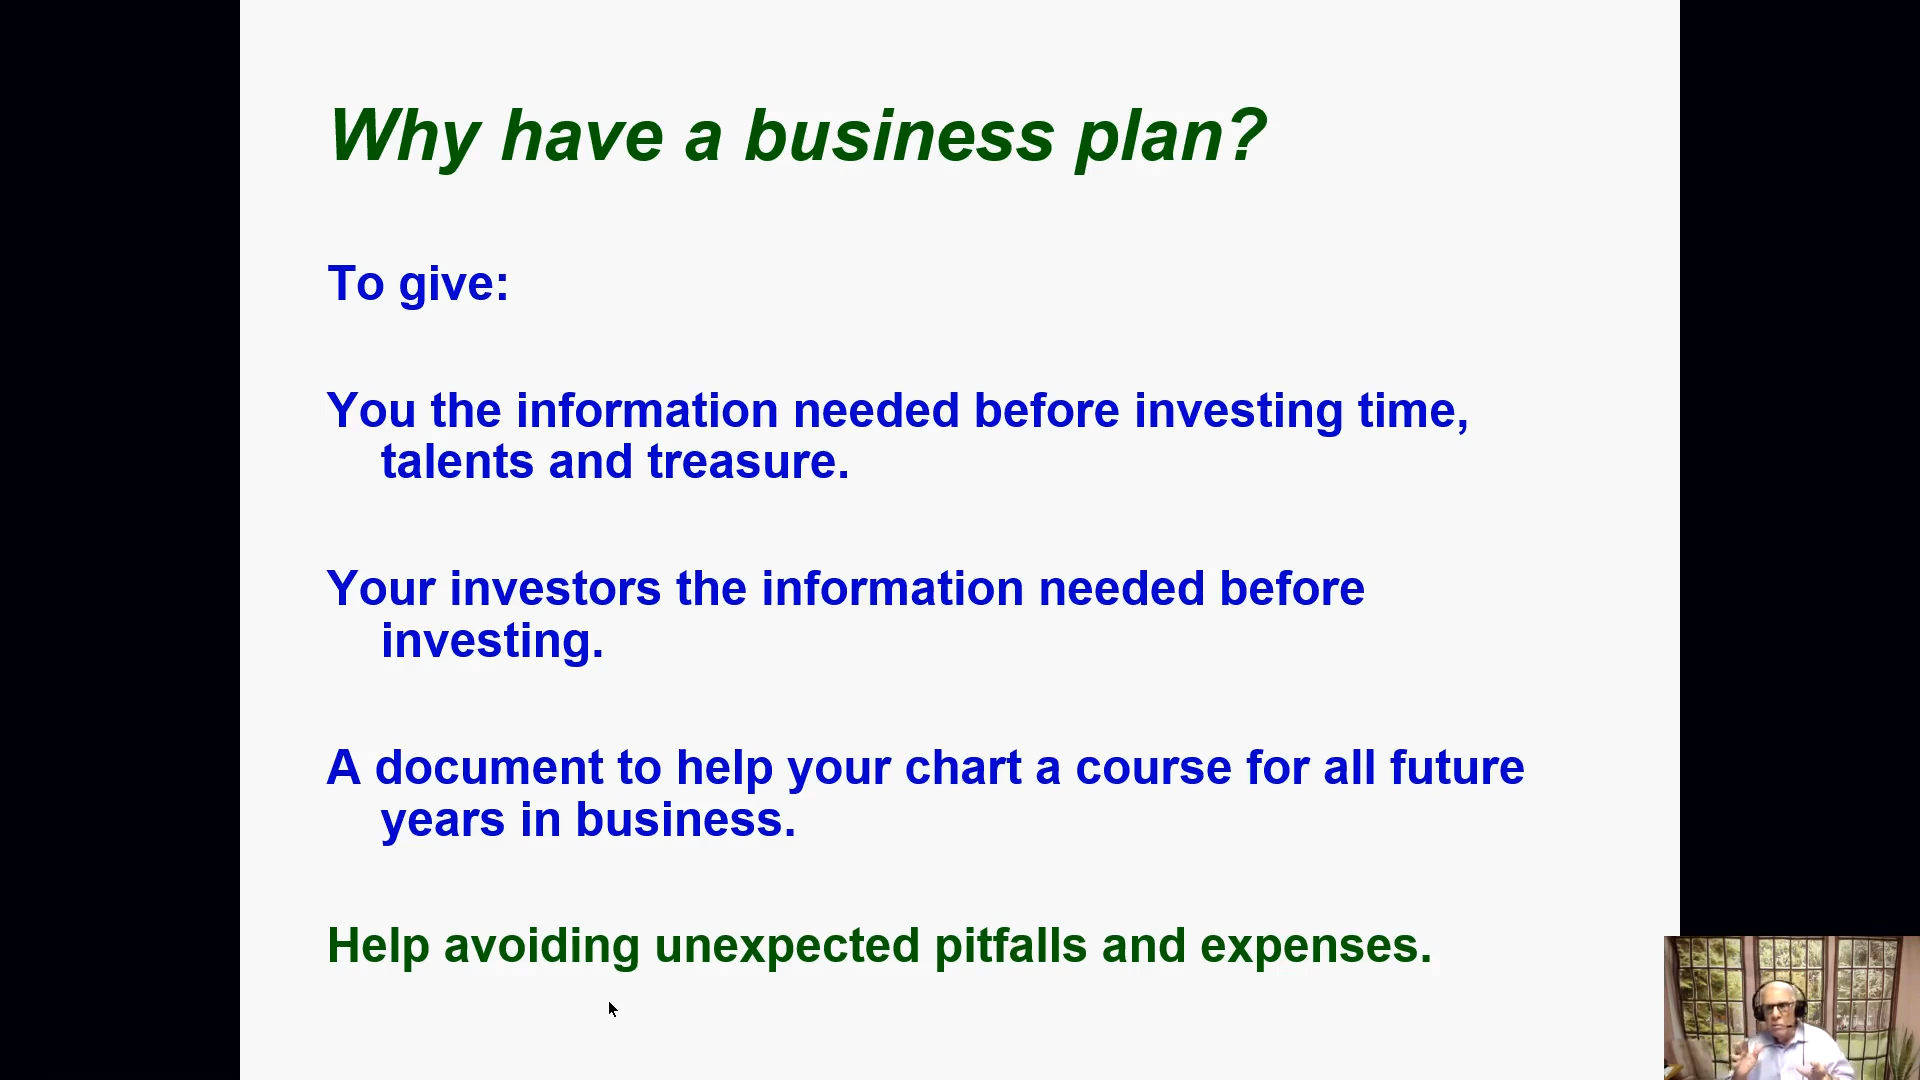 Why have a business plan?
To give:
You the information needed before investing time,
talents and treasure.
Your investors the information needed before
investing.
A document to help your chart a course for all future
years in business.
Help avoiding unexpected pitfalls and expenses.